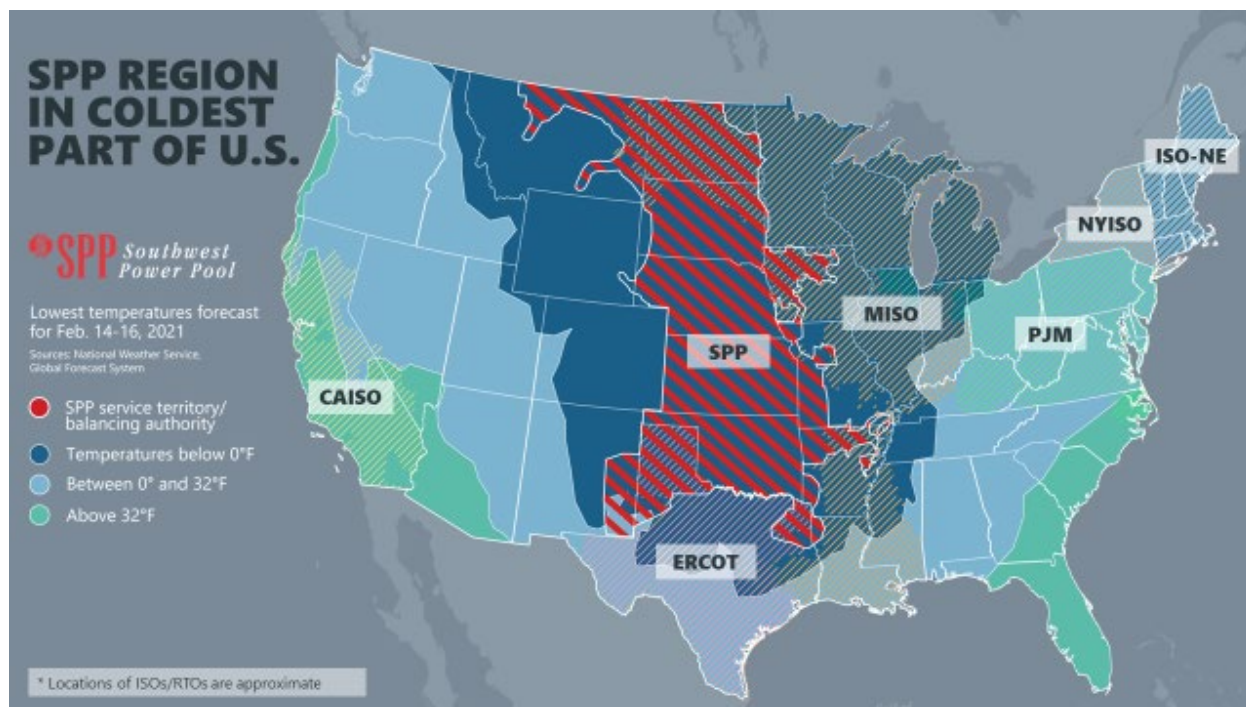 SPP REGION
IN COLDEST
PART OF U.S.
SPP Southwest
Power Pool
Lowest temperatures forecast
for Feb. 14-16, 2021
Sources: National Weather Service,
Global Forecast System
SPP service territory/
balancing authority
Temperatures below 0°F
Between 0° and 32°F
Above 32°F
* Locations of ISOs/RTOs are approximate
ISO-NE
NYISO
MISO
PJM
SPP
CAISO
ERCOT